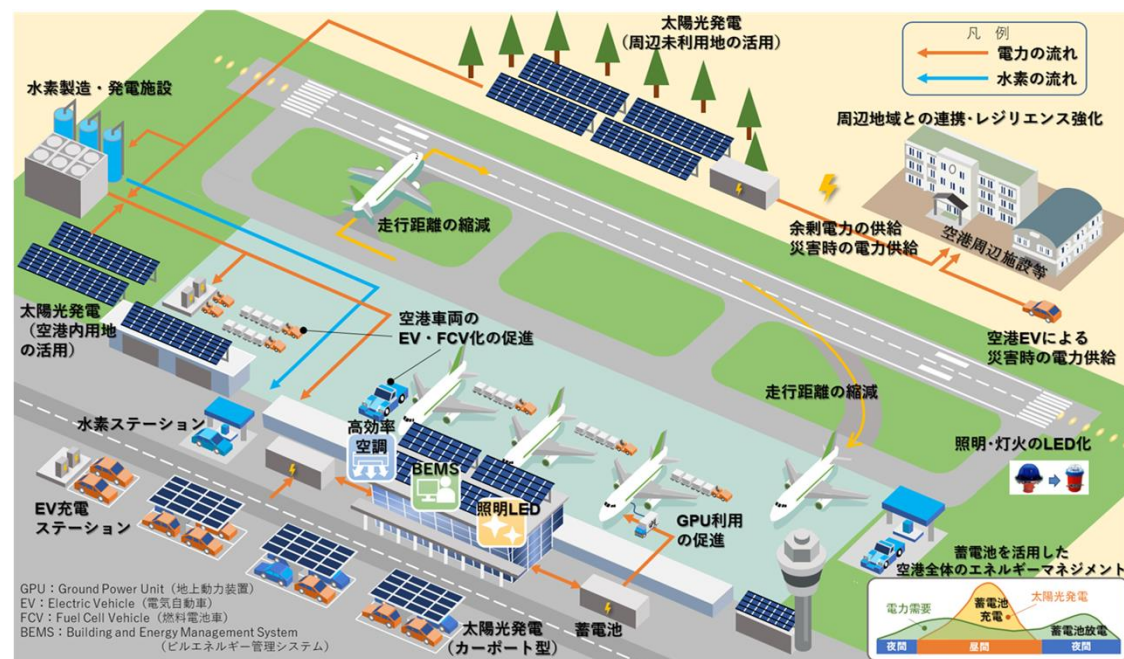 太陽光発電
（周辺未利用地の活用）
凡 例
電力の流れ
水素の流れ
水素製造・発電施設
周辺地域との連携・レジリエンス強化
走行距離の縮減
余剰電力の供給
災害時の電力供給
空港周辺施設等
太陽光発電
（空港内用地
の活用）
空港車両の
EV・FCV化の促進
空港EVによる
災害時の電力供給
走行距離の縮減
水素ステーション
高効率
空調
BEMS
照明LED
照明・灯火のLED化
EV充電
ステーション
GPU利用
の促進
蓄電池を活用した
空港全体のエネルギーマネジメント
電力需要
蓄電池
充電
太陽光発電
蓄電池放電
夜間
昼間
夜間
蓄電池
太陽光発電
（カーポート型）
GPU：Ground Power Unit（地上動力装置）
EV：Electric Vehicle（電気自動車）
FCV：Fuel Cell Vehicle（燃料電池車）
BEMS：Building and Energy Management System
（ビルエネルギー管理システム）